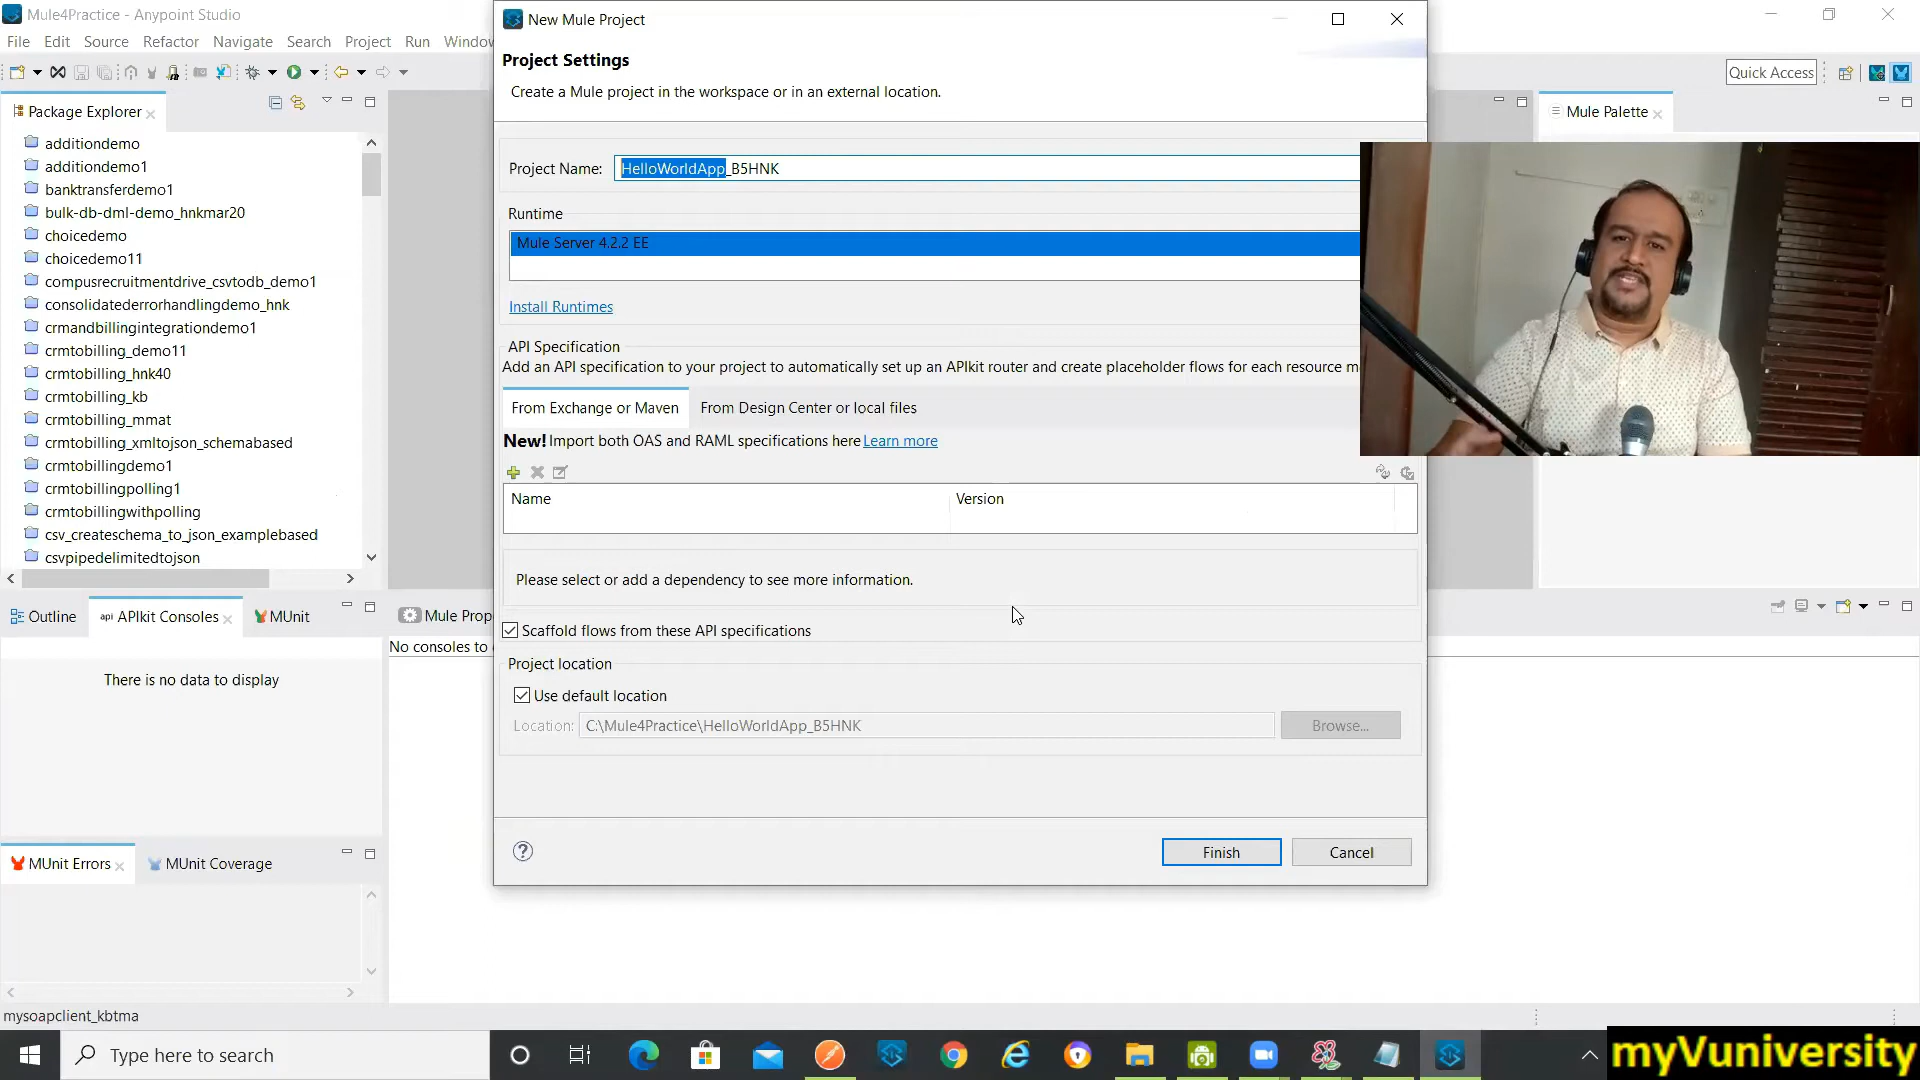 Mule4Practice - Anypoint Studio
File Edit Source Refactor Navigate Search Project Run Window
Quick Access
Package Explorer
additiondemo
additiondemo1
banktransferdemo1
bulk-db-dml-demo_hnkmar20
choicedemo
choicedemo11
compusrecruitmentdrive_csvtodb_demo1
consolidatederrorhandlingdemo_hnk
crmandbillingintegrationdemo1
crmtobilling_demo11
crmtobilling_hnk40
crmtobilling_kb
crmtobilling_mmat
crmtobilling_xmltojson_schemabased
crmtobillingdemo1
crmtobillingpolling1
crmtobillingwithpolling
csv_createschema_to_json_examplebased
csvpipedelimitedtojson
Outline
api APIkit Consoles
MUnit
There is no data to display
MUnit Errors
MUnit Coverage
mysoapclient_kbtma
Mule Prop
No consoles to
New Mule Project
Project Settings
Create a Mule project in the workspace or in an external location.
Project Name: HelloWorldApp_B5HNK
Runtime
Mule Server 4.2.2 EE
Install Runtimes
API Specification
Add an API specification to your project to automatically set up an APIkit router and create placeholder flows for each resource m
From Exchange or Maven From Design Center or local files
New! Import both OAS and RAML specifications here Learn more
Name Version
Please select or add a dependency to see more information.
Scaffold flows from these API specifications
Project location
Use default location
Location: C:\Mule4Practice\HelloWorldApp_B5HNK Browse...
Finish Cancel
Mule Palette
Type here to search
myVuniversity